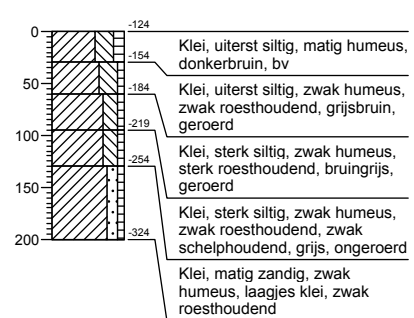 0
50
100
150
200
-124
-154
-184
-219
-254
-324
Klei, uiterst siltig, matig humeus,
donkerbruin, bv
Klei, uiterst siltig, zwak humeus,
zwak roesthoudend, grijsbruin,
geroerd
Klei, sterk siltig, zwak humeus,
sterk roesthoudend, bruingrijs,
geroerd
Klei, sterk siltig, zwak humeus,
zwak roesthoudend, zwak
schelphoudend, grijs, ongeroerd
Klei, matig zandig, zwak
humeus, laagjes klei, zwak
roesthoudend